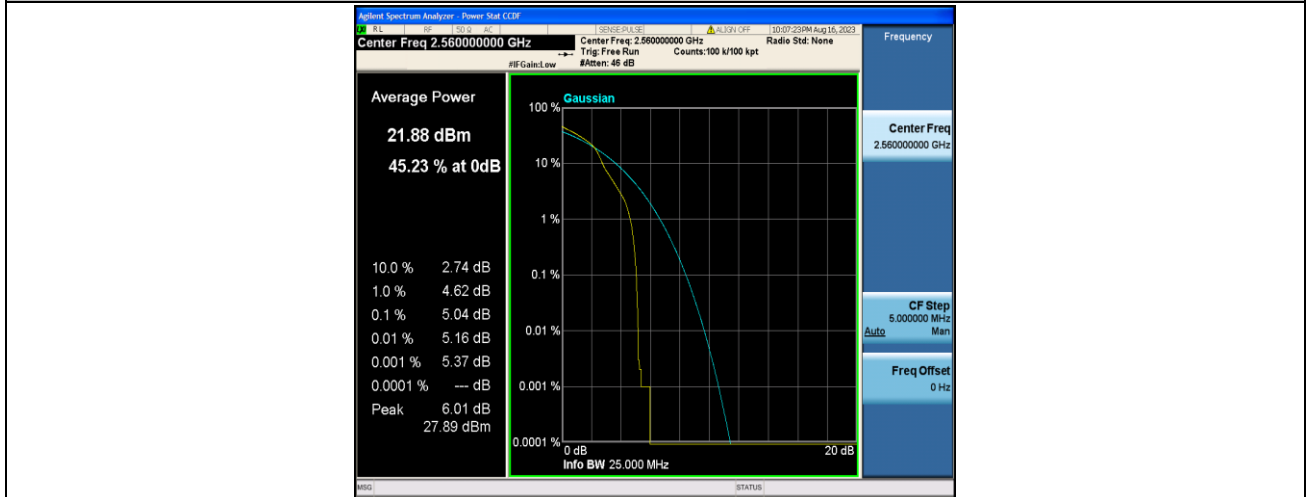 Agilent Spectrum Analyzer - Power Stat CCDF
RL RF 50 Ω AC SENSE:PULSE ALIGN OFF 10:07:23PM Aug 16, 2023
Center Freq 2.560000000 GHz
Center Freq: 2.560000000 GHz Radio Std: None
Trig: Free Run Counts:100 k/100 kpt
#IFGain:Low #Atten: 46 dB
Frequency
Average Power
21.88 dBm
45.23 % at 0dB
10.0 % 2.74 dB
1.0 % 4.62 dB
0.1 % 5.04 dB
0.01 % 5.16 dB
0.001 % 5.37 dB
0.0001 % --- dB
Peak 6.01 dB
27.89 dBm
Gaussian
100 %
10 %
1 %
0.1 %
0.01 %
0.001 %
0.0001 %
0 dB 20 dB
Info BW 25.000 MHz
Center Freq
2.560000000 GHz
CF Step
5.000000 MHz
Auto Man
Freq Offset
0 Hz
MSG STATUS